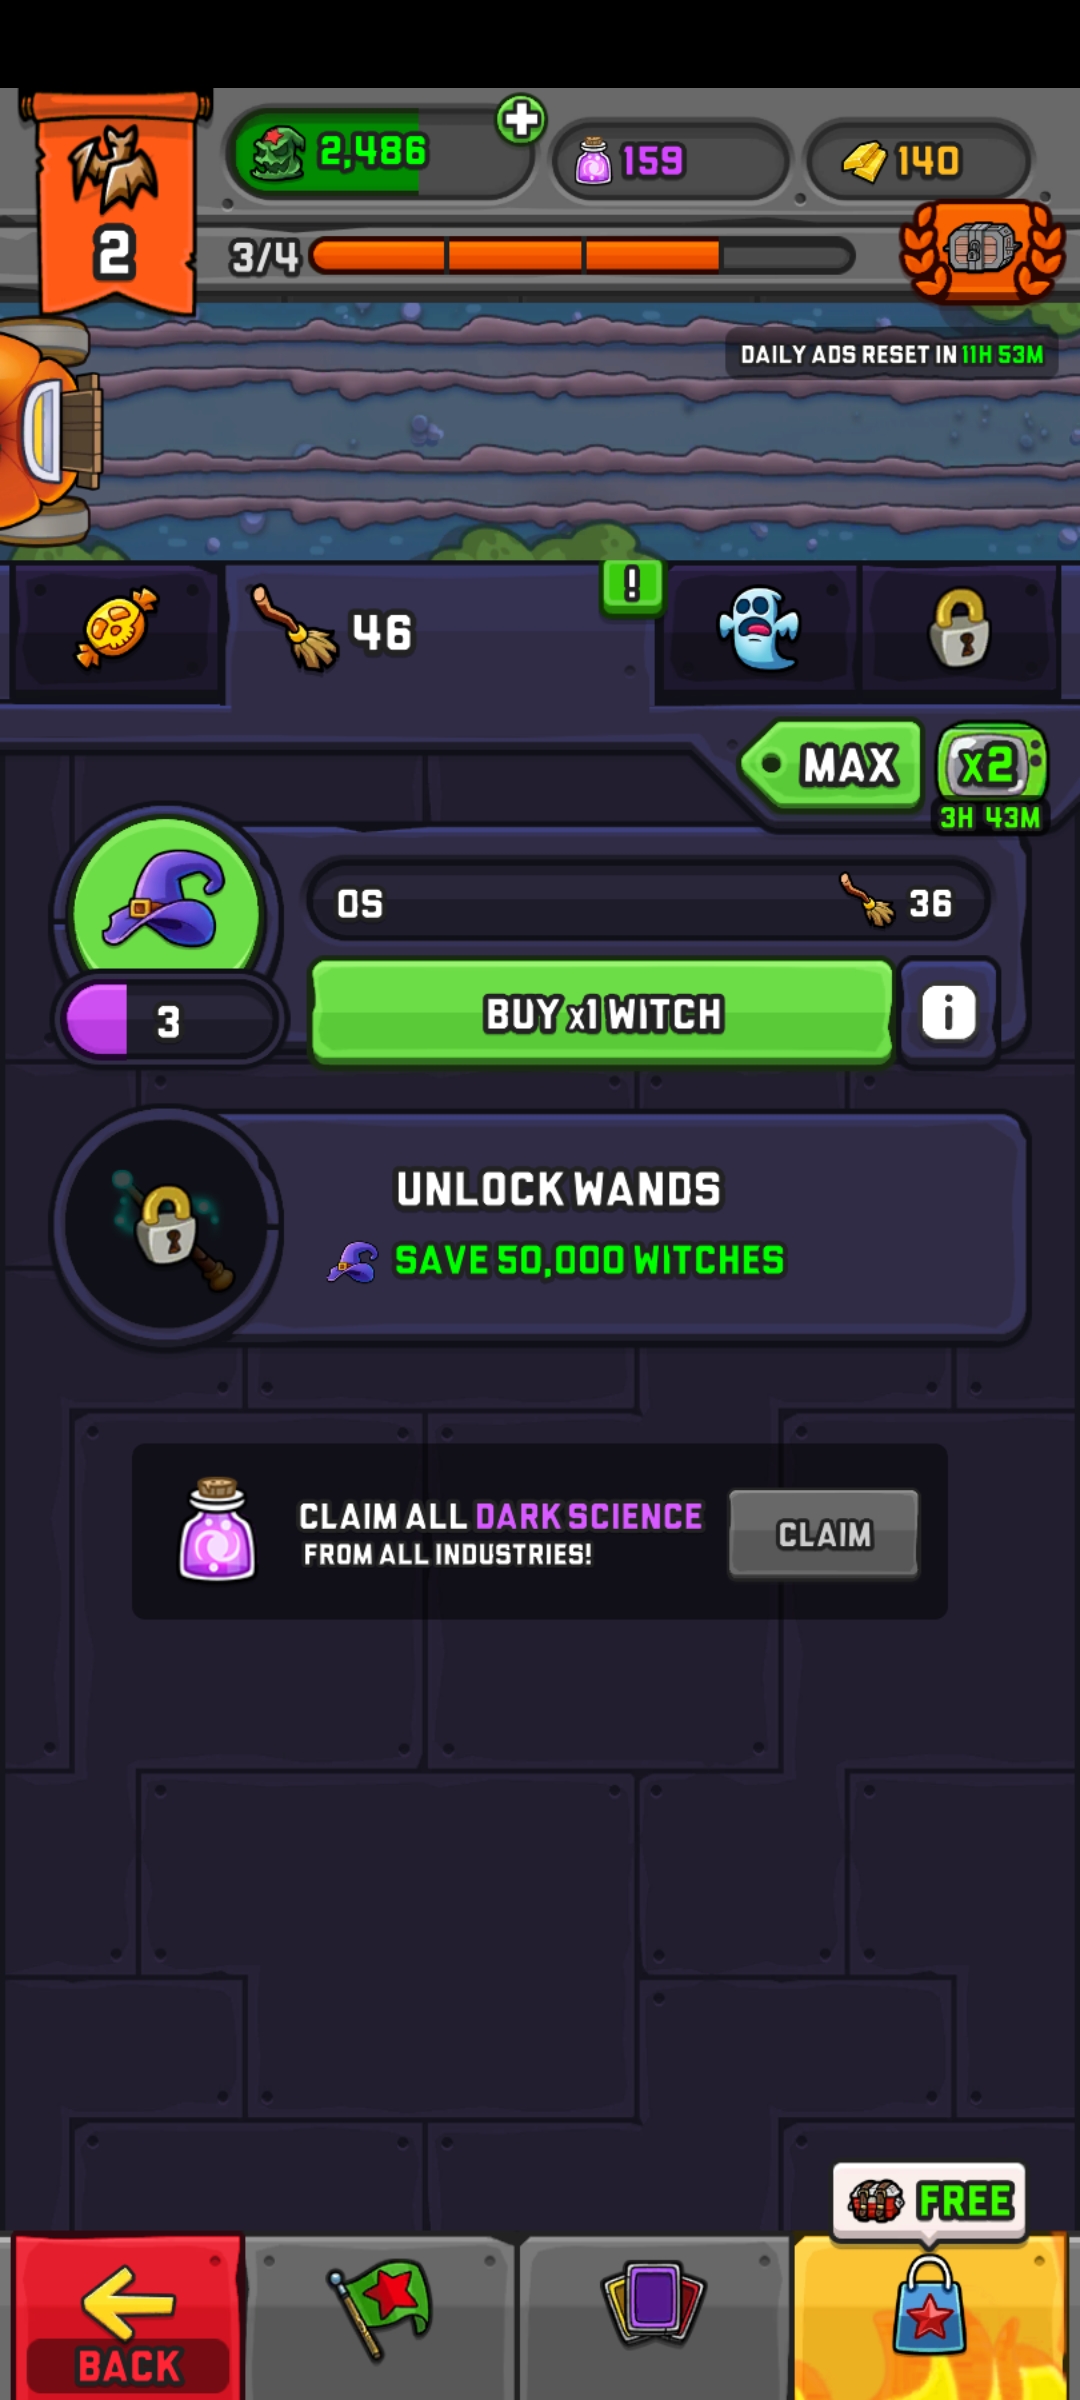 2,486
159
140
2
3/4
DAILY ADS RESET IN 11H 53M
46
!
MAX
x2
3H 43M
0S
36
3
BUY x1 WITCH
i
UNLOCK WANDS
SAVE 50,000 WITCHES
CLAIM ALL DARK SCIENCE
FROM ALL INDUSTRIES!
CLAIM
FREE
BACK